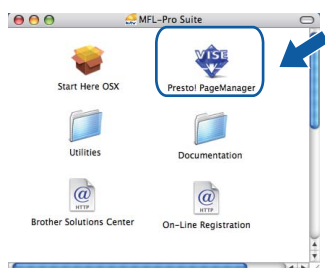 MFL-Pro Suite
VISE
Start Here OSX
Presto! PageManager
Utilities
Documentation
@
HTTP
@
HTTP
Brother Solutions Center
On-Line Registration